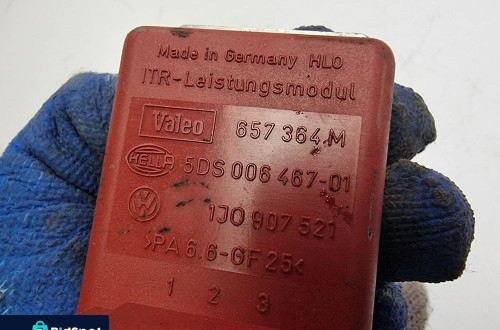 Made in Germany HLO
ITR-Leistungsmodul
Valeo 657 364 M
HELLA 5DS 006 467-01
1J0 907 521
>PA 6.6-GF 25<
1 2 3